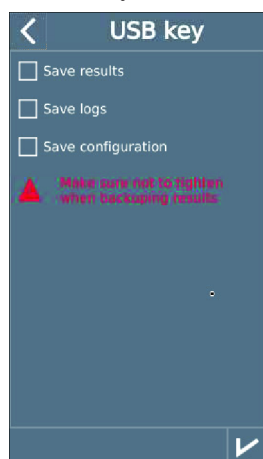 USB key
Save results
Save logs
Save configuration
Make sure not to tighten
when backuping results